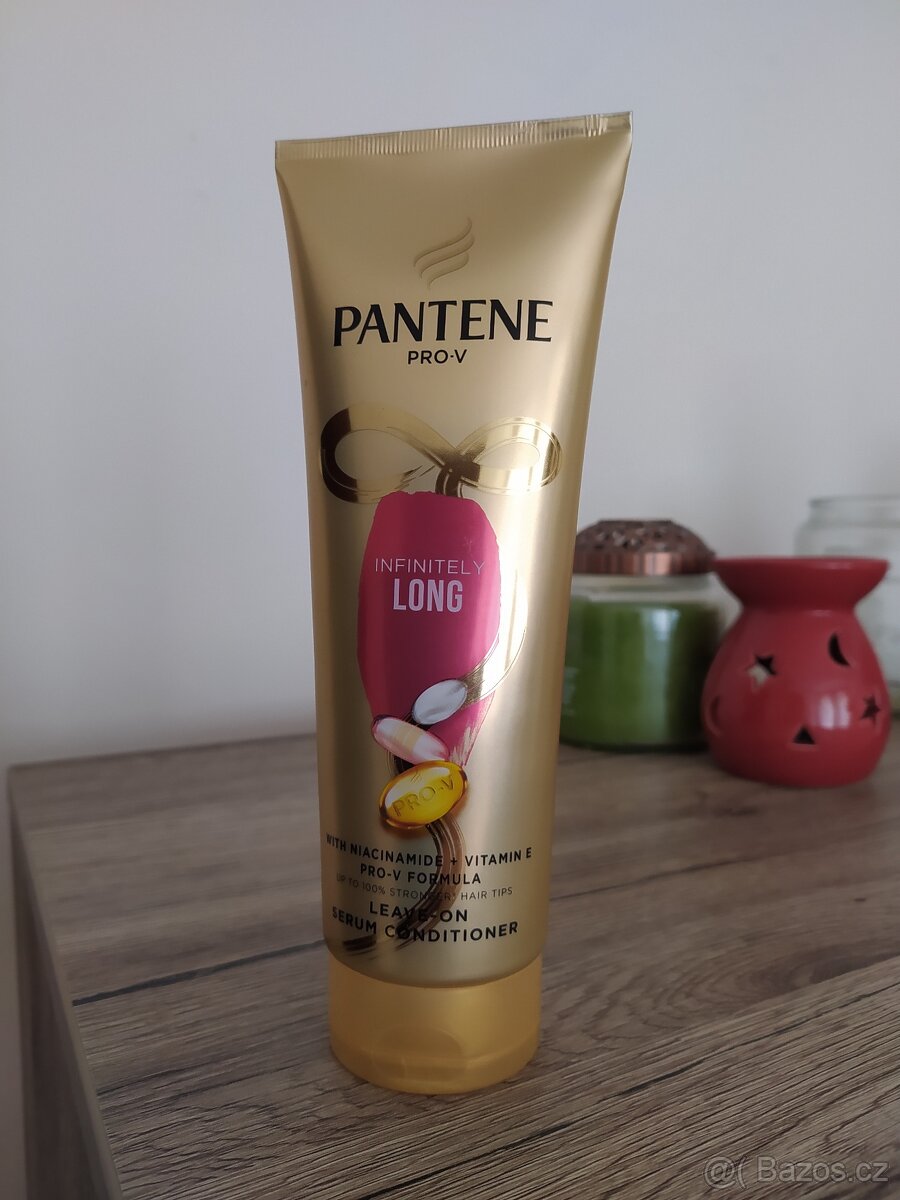 PANTENE
PRO-V
INFINITELY
LONG
PRO-V
WITH NIACINAMIDE + VITAMIN E
PRO-V FORMULA
UP TO 100% STRONGER¹ HAIR TIPS
LEAVE-ON
SERUM CONDITIONER
@( Bazos.cz